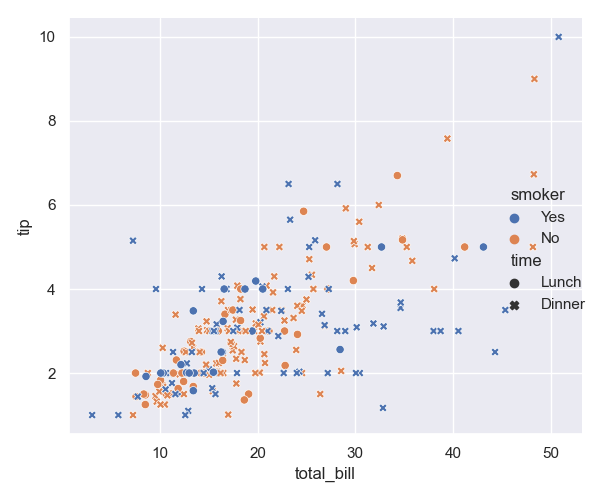 10
8
6
4
2
tip
10
20
30
40
50
total_bill
smoker
Yes
No
time
Lunch
Dinner